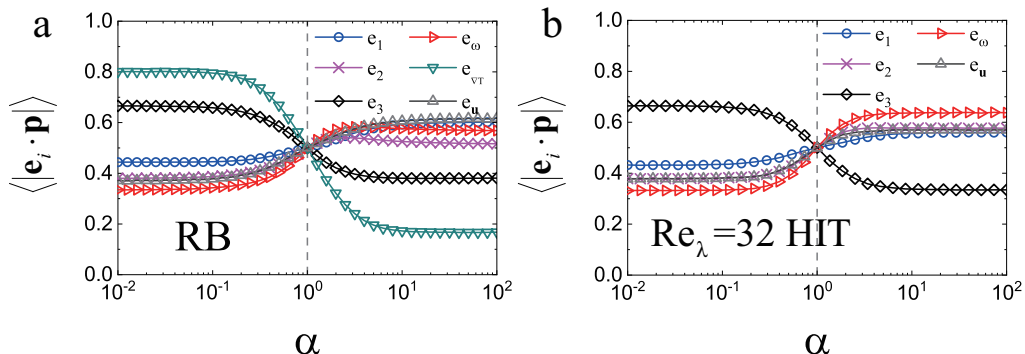 a
b
e₁
e_ω
e₂
e_∇T
e₃
e_u
e₁
e_ω
e₂
e_u
e₃
1.0
0.8
0.6
0.4
0.2
0.0
1.0
0.8
0.6
0.4
0.2
0.0
⟨|e_i·p|⟩
⟨|e_i·p|⟩
RB
Re_λ=32 HIT
10⁻² 10⁻¹ 10⁰ 10¹ 10²
10⁻² 10⁻¹ 10⁰ 10¹ 10²
α
α